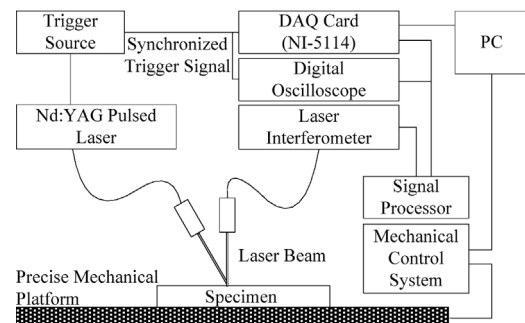 Trigger
Source
Synchronized
Trigger Signal
DAQ Card
(NI-5114)
PC
Digital
Oscilloscope
Nd:YAG Pulsed
Laser
Laser
Interferometer
Signal
Processor
Mechanical
Control
System
Laser Beam
Precise Mechanical
Platform
Specimen